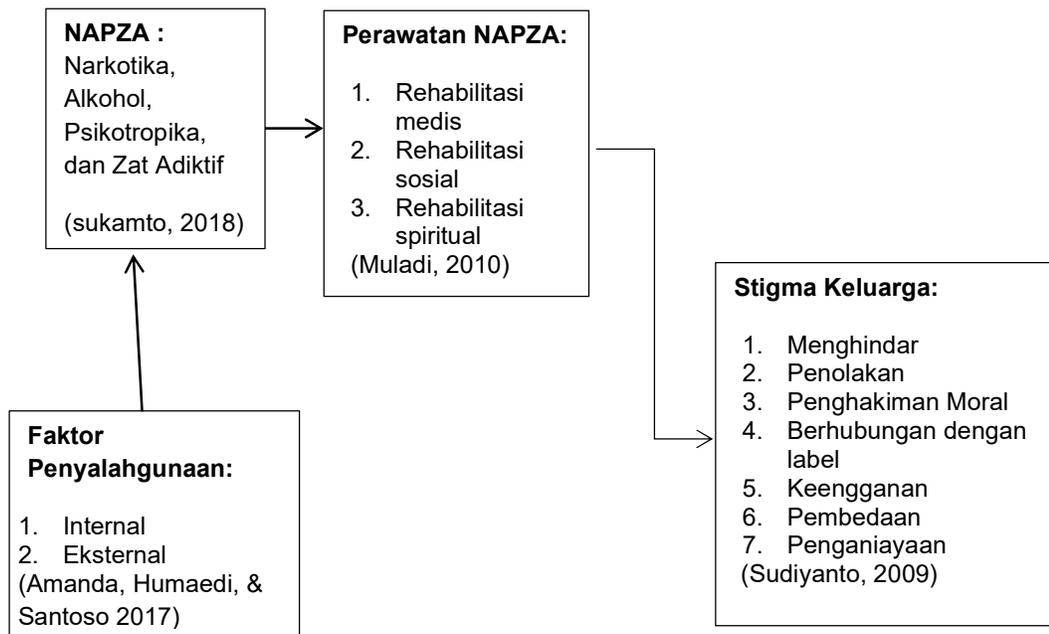 NAPZA :
Narkotika,
Alkohol,
Psikotropika,
dan Zat Adiktif
(sukamto, 2018)
Perawatan NAPZA:
1. Rehabilitasi
medis
2. Rehabilitasi
sosial
3. Rehabilitasi
spiritual
(Muladi, 2010)
Stigma Keluarga:
1. Menghindar
2. Penolakan
3. Penghakiman Moral
4. Berhubungan dengan
label
5. Keengganan
6. Pembedaan
7. Penganiayaan
(Sudiyanto, 2009)
Faktor
Penyalahgunaan:
1. Internal
2. Eksternal
(Amanda, Humaedi, &
Santoso 2017)